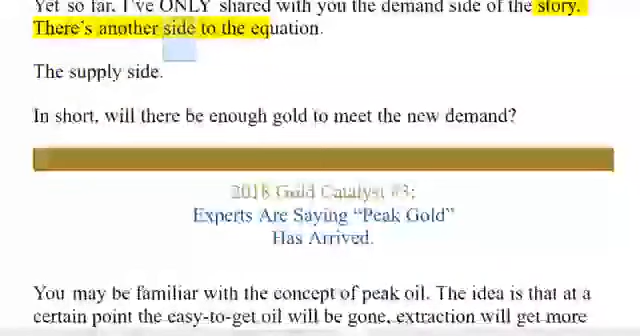 Yet so far, I've ONLY shared with you the demand side of the story.
There's another side to the equation.
The supply side.
In short, will there be enough gold to meet the new demand?
2018 Gold Catalyst #3:
Experts Are Saying “Peak Gold”
Has Arrived.
You may be familiar with the concept of peak oil. The idea is that at a
certain point the easy-to-get oil will be gone, extraction will get more